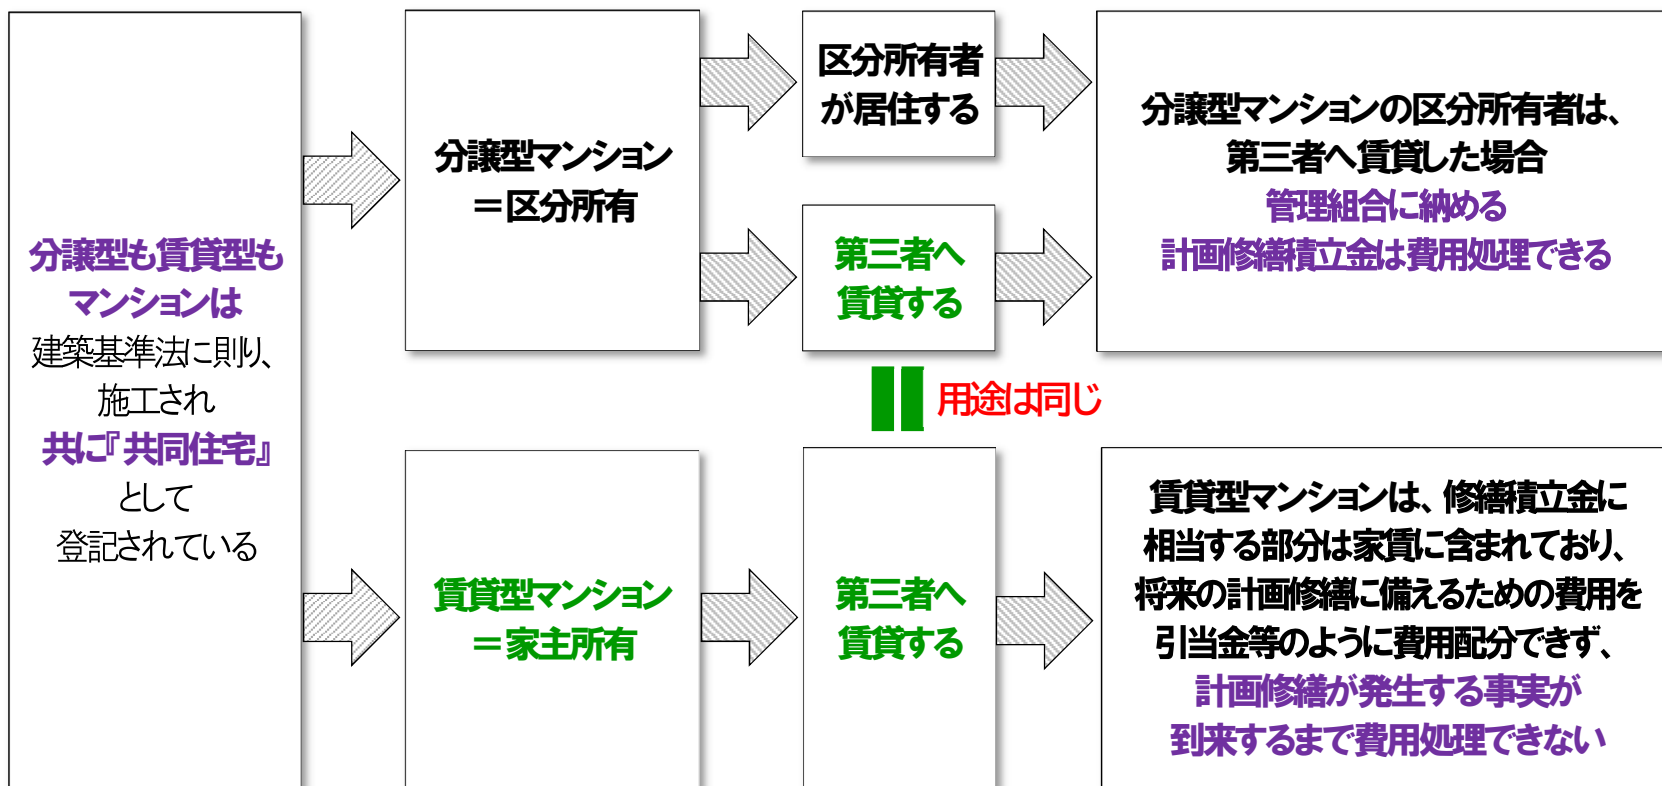 分譲型も賃貸型も
マンションは
建築基準法に則り、
施工され
共に『共同住宅』
として
登記されている
分譲型マンション
＝区分所有
区分所有者
が居住する
第三者へ
賃貸する
分譲型マンションの区分所有者は、
第三者へ賃貸した場合
管理組合に納める
計画修繕積立金は費用処理できる
用途は同じ
賃貸型マンション
＝家主所有
第三者へ
賃貸する
賃貸型マンションは、修繕積立金に
相当する部分は家賃に含まれており、
将来の計画修繕に備えるための費用を
引当金等のように費用配分できず、
計画修繕が発生する事実が
到来するまで費用処理できない